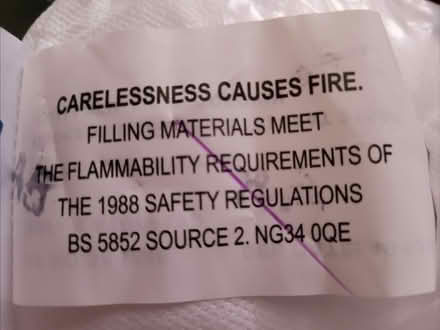 CARELESSNESS CAUSES FIRE.
FILLING MATERIALS MEET
THE FLAMMABILITY REQUIREMENTS OF
THE 1988 SAFETY REGULATIONS
BS 5852 SOURCE 2. NG34 0QE